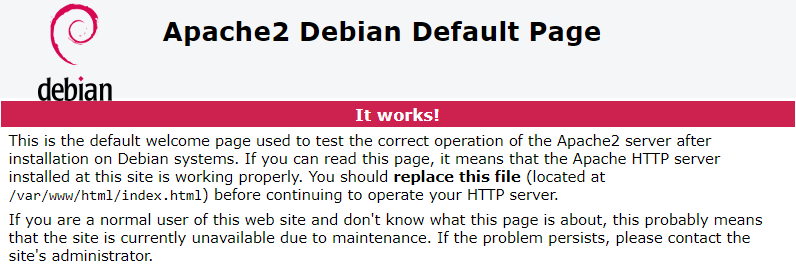 Apache2 Debian Default Page
debian
It works!
This is the default welcome page used to test the correct operation of the Apache2 server after
installation on Debian systems. If you can read this page, it means that the Apache HTTP server
installed at this site is working properly. You should replace this file (located at
/var/www/html/index.html) before continuing to operate your HTTP server.
If you are a normal user of this web site and don't know what this page is about, this probably means
that the site is currently unavailable due to maintenance. If the problem persists, please contact the
site's administrator.